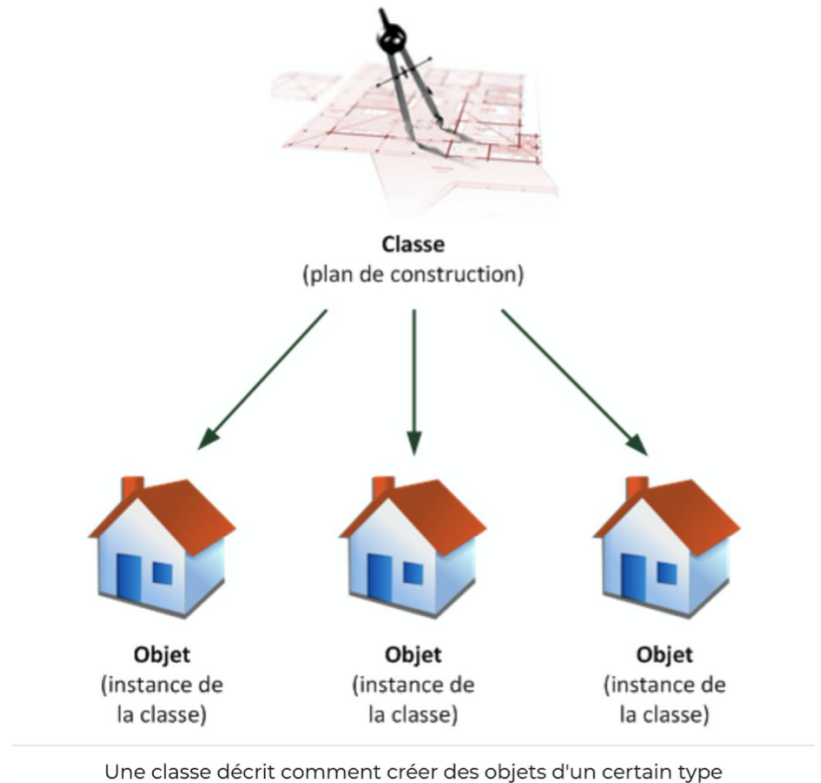 Classe
(plan de construction)
Objet
(instance de
la classe)
Objet
(instance de
la classe)
Objet
(instance de
la classe)
Une classe décrit comment créer des objets d'un certain type